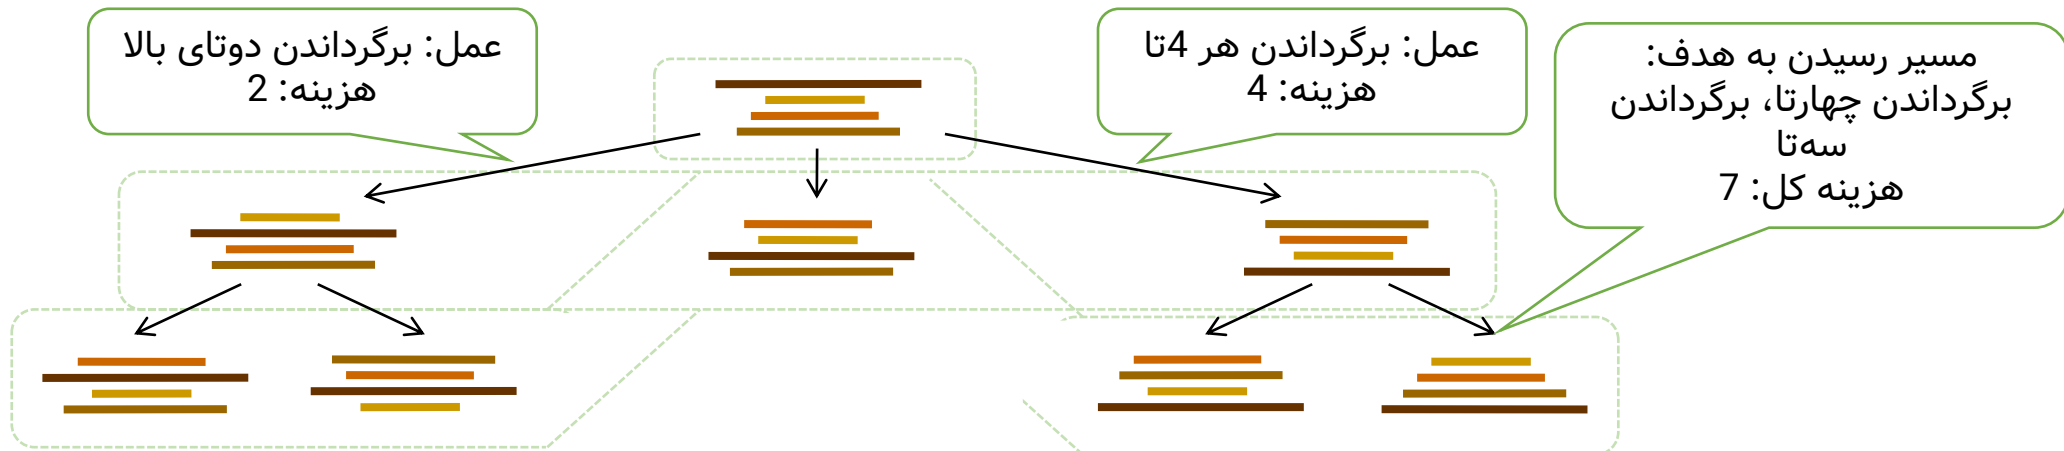 عمل: برگرداندن دوتای بالا
هزینه: 2
عمل: برگرداندن هر 4تا
هزینه: 4
مسیر رسیدن به هدف:
برگرداندن چهارتا، برگرداندن
سه‌تا
هزینه کل: 7